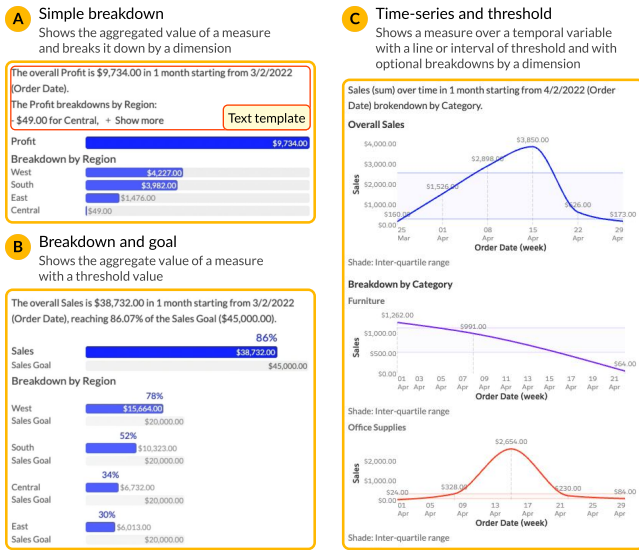 A Simple breakdown
Shows the aggregated value of a measure
and breaks it down by a dimension
The overall Profit is $9,734.00 in 1 month starting from 3/2/2022
(Order Date).
The Profit breakdowns by Region:
- $49.00 for Central, + Show more
Text template
Profit $9,734.00
Breakdown by Region
West $4,227.00
South $3,982.00
East $1,476.00
Central $49.00
B Breakdown and goal
Shows the aggregate value of a measure
with a threshold value
The overall Sales is $38,732.00 in 1 month starting from 3/2/2022
(Order Date), reaching 86.07% of the Sales Goal ($45,000.00).
86%
Sales $38,732.00
Sales Goal $45,000.00
Breakdown by Region
78%
West $15,664.00
Sales Goal $20,000.00
52%
South $10,323.00
Sales Goal $20,000.00
34%
Central $6,732.00
Sales Goal $20,000.00
30%
East $6,013.00
Sales Goal $20,000.00
C Time-series and threshold
Shows a measure over a temporal variable
with a line or interval of threshold and with
optional breakdowns by a dimension
Sales (sum) over time in 1 month starting from 4/2/2022 (Order
Date) brokendown by Category.
Overall Sales
$4,000.00
$3,000.00
$2,000.00
$1,000.00
$0.00
Sales
$160.00 $1,526.00 $2,898.00 $3,850.00 $626.00 $173.00
25 01 08 15 22 29
Mar Apr Apr Apr Apr Apr
Order Date (week)
Shade: Inter-quartile range
Breakdown by Category
Furniture
$1,262.00 $991.00 $64.00
$1,000.00
$500.00
$0.00
Sales
01 03 05 07 09 11 13 15 17 19 21
Apr Apr Apr Apr Apr Apr Apr Apr Apr Apr Apr
Order Date (week)
Shade: Inter-quartile range
Office Supplies
$2,654.00
$2,000.00
$1,000.00
$0.00
Sales
$24.00 $328.00 $230.00 $84.00
01 05 09 13 17 21 25 29
Apr Apr Apr Apr Apr Apr Apr Apr
Order Date (week)
Shade: Inter-quartile range